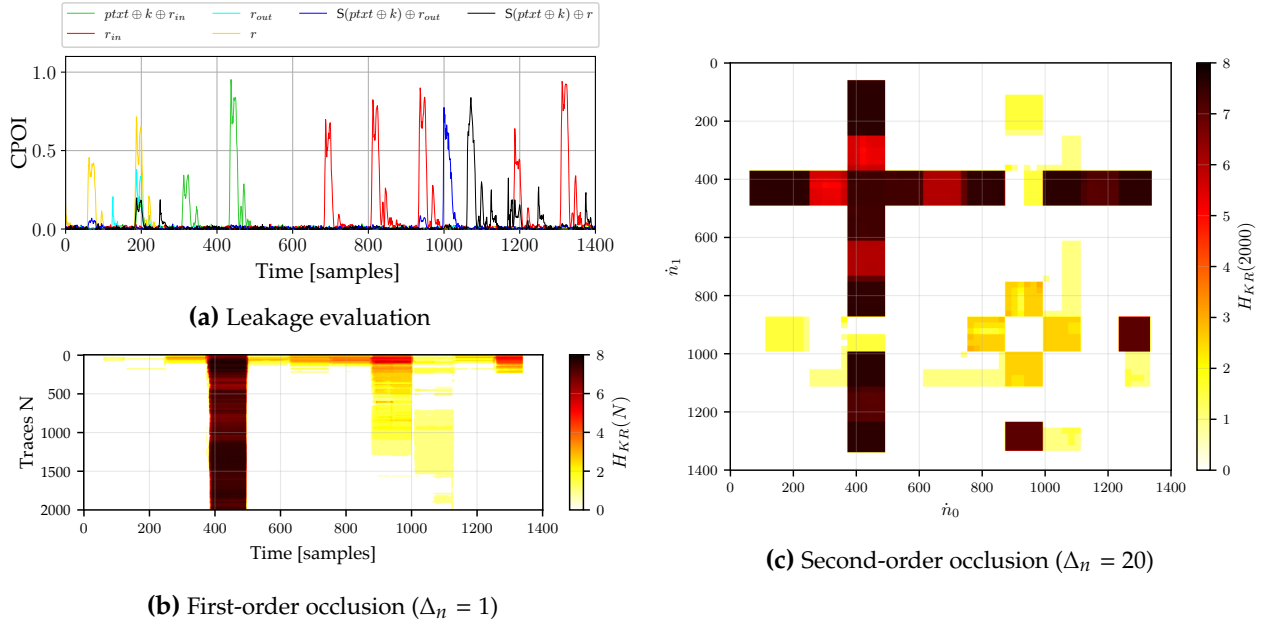 ptxt ⊕ k ⊕ r_in r_out S(ptxt ⊕ k) ⊕ r_out S(ptxt ⊕ k) ⊕ r
r_in r
1.0
0.5
0.0
CPOI
0 200 400 600 800 1000 1200 1400
Time [samples]
(a) Leakage evaluation
0
500
1000
1500
2000
Traces N
0 200 400 600 800 1000 1200 1400
Time [samples]
8
6
4
2
0
H_KR(N)
(b) First-order occlusion (Δ_n = 1)
0
200
400
600
800
1000
1200
1400
ṅ_1
0 200 400 600 800 1000 1200 1400
ṅ_0
8
7
6
5
4
3
2
1
0
H_KR(2000)
(c) Second-order occlusion (Δ_n = 20)